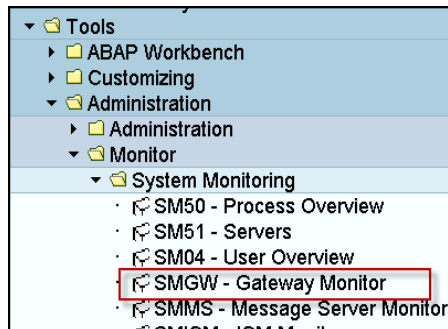 Tools
ABAP Workbench
Customizing
Administration
Administration
Monitor
System Monitoring
SM50 - Process Overview
SM51 - Servers
SM04 - User Overview
SMGW - Gateway Monitor
SMMS - Message Server Monitor